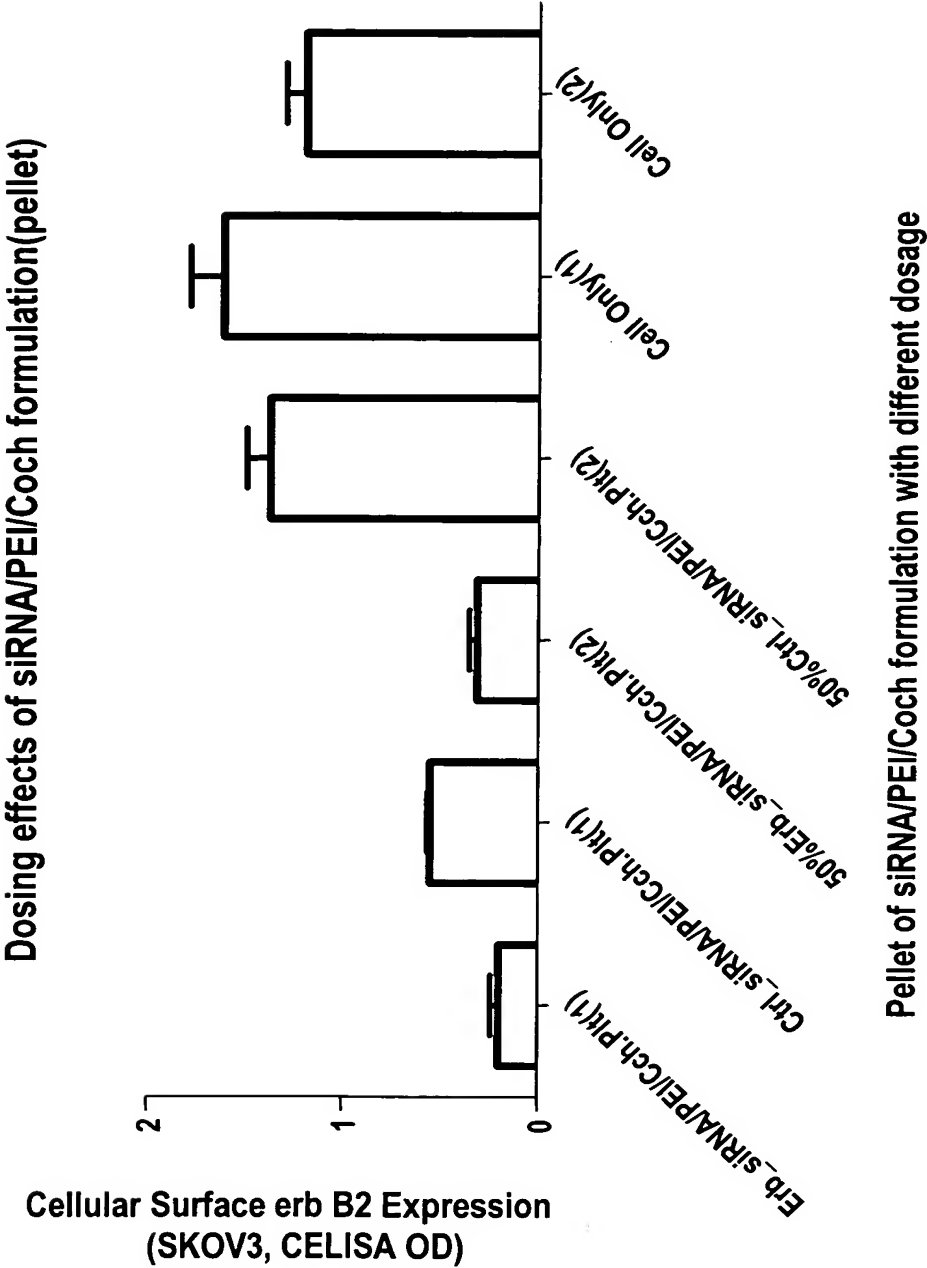 Dosing effects of siRNA/PEI/Coch formulation(pellet)
Cellular Surface erb B2 Expression
(SKOV3, CELISA OD)
2
1
0
Erb_siRNA/PEI/Cch.Plt(1)
Ctrl_siRNA/PEI/Cch.Plt(1)
50%Erb_siRNA/PEI/Cch.Plt(2)
50%Ctrl_siRNA/PEI/Cch.Plt(2)
Cell Only(1)
Cell Only(2)
Pellet of siRNA/PEI/Coch formulation with different dosage